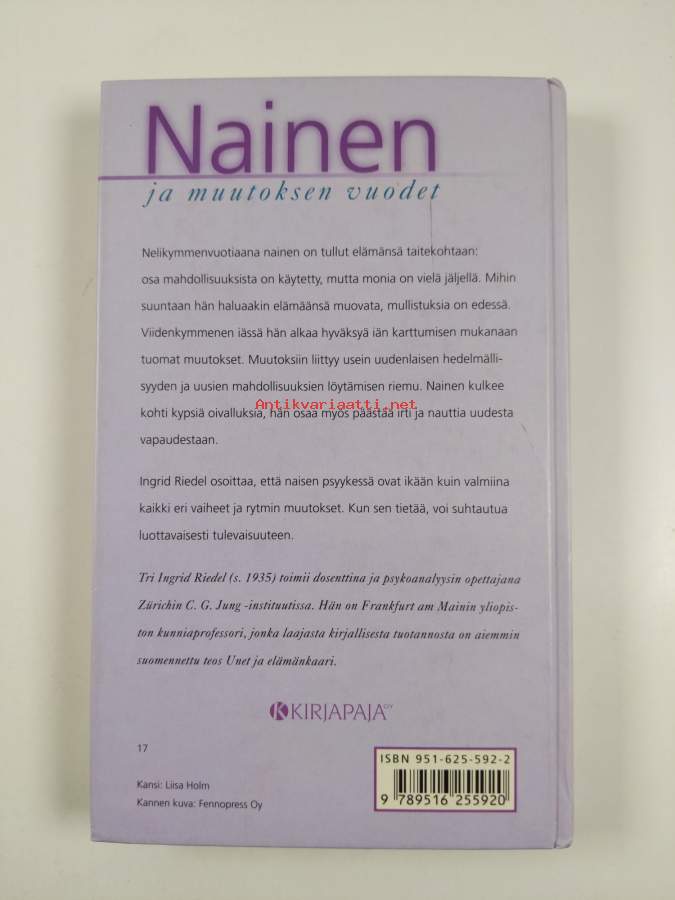 Nainen
ja muutoksen vuodet
Nelikymmenvuotiaana nainen on tullut elämänsä taitekohtaan:
osa mahdollisuuksista on käytetty, mutta monia on vielä jäljellä. Mihin
suuntaan hän haluaakin elämäänsä muovata, mullistuksia on edessä.
Viidenkymmenen iässä hän alkaa hyväksyä iän karttumisen mukanaan
tuomat muutokset. Muutoksiin liittyy usein uudenlaisen hedelmälli-
syyden ja uusien mahdollisuuksien löytämisen riemu. Nainen kulkee
Antikvariaatti.net
kohti kypsiä oivalluksia, hän osaa myös päästää irti ja nauttia uudesta
vapaudestaan.
Ingrid Riedel osoittaa, että naisen psyykessä ovat ikään kuin valmiina
kaikki eri vaiheet ja rytmin muutokset. Kun sen tietää, voi suhtautua
luottavaisesti tulevaisuuteen.
Tri Ingrid Riedel (s. 1935) toimii dosenttina ja psykoanalyysin opettajana
Zürichin C. G. Jung -instituutissa. Hän on Frankfurt am Mainin yliopis-
ton kunniaprofessori, jonka laajasta kirjallisesta tuotannosta on aiemmin
suomennettu teos Unet ja elämänkaari.
KIRJAPAJA OY
17
ISBN 951-625-592-2
Kansi: Liisa Holm
Kannen kuva: Fennopress Oy
9 789516 255920